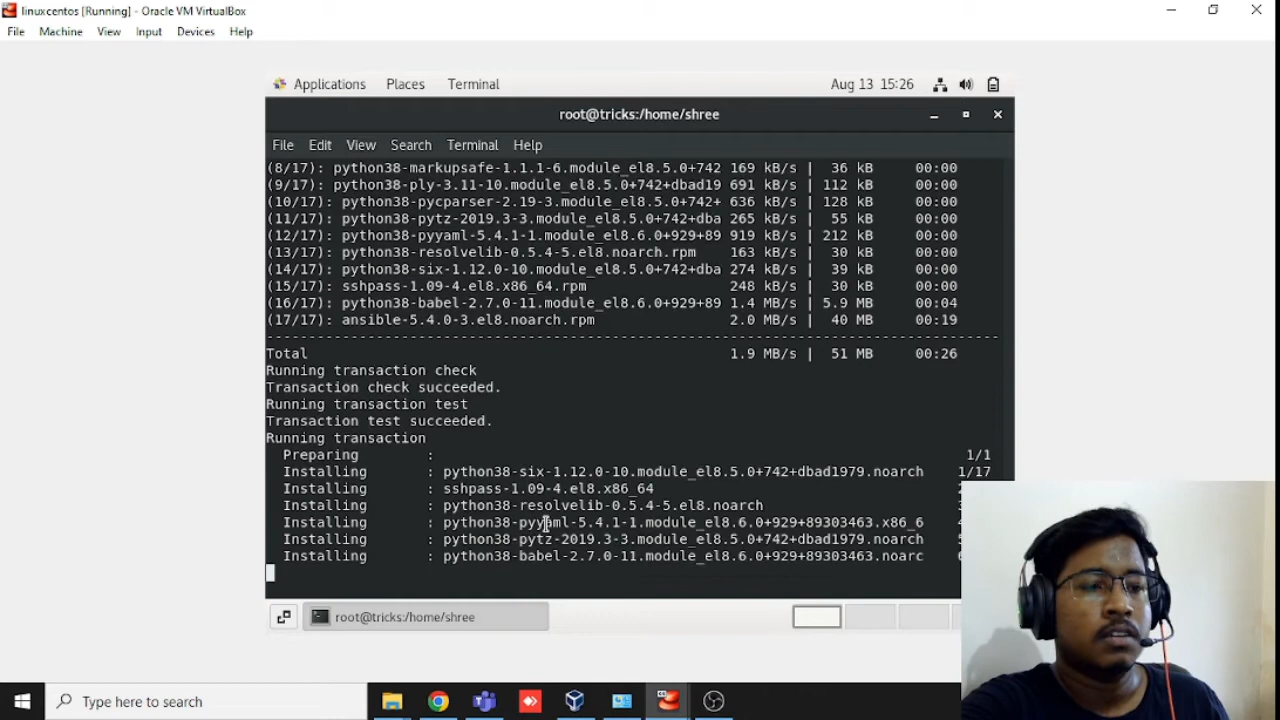 linuxcentos [Running] - Oracle VM VirtualBox
File Machine View Input Devices Help
Applications Places Terminal Aug 13 15:26
root@tricks:/home/shree
File Edit View Search Terminal Help
(8/17): python38-markupsafe-1.1.1-6.module_el8.5.0+742 169 kB/s | 36 kB 00:00
(9/17): python38-ply-3.11-10.module_el8.5.0+742+dbad19 691 kB/s | 112 kB 00:00
(10/17): python38-pycparser-2.19-3.module_el8.5.0+742+ 636 kB/s | 128 kB 00:00
(11/17): python38-pytz-2019.3-3.module_el8.5.0+742+dba 265 kB/s | 55 kB 00:00
(12/17): python38-pyyaml-5.4.1-1.module_el8.6.0+929+89 919 kB/s | 212 kB 00:00
(13/17): python38-resolvelib-0.5.4-5.el8.noarch.rpm 163 kB/s | 30 kB 00:00
(14/17): python38-six-1.12.0-10.module_el8.5.0+742+dba 274 kB/s | 39 kB 00:00
(15/17): sshpass-1.09-4.el8.x86_64.rpm 248 kB/s | 30 kB 00:00
(16/17): python38-babel-2.7.0-11.module_el8.6.0+929+89 1.4 MB/s | 5.9 MB 00:04
(17/17): ansible-5.4.0-3.el8.noarch.rpm 2.0 MB/s | 40 MB 00:19
--------------------------------------------------------------------------------
Total 1.9 MB/s | 51 MB 00:26
Running transaction check
Transaction check succeeded.
Running transaction test
Transaction test succeeded.
Running transaction
Preparing : 1/1
Installing : python38-six-1.12.0-10.module_el8.5.0+742+dbad1979.noarch 1/17
Installing : sshpass-1.09-4.el8.x86_64
Installing : python38-resolvelib-0.5.4-5.el8.noarch
Installing : python38-pyyaml-5.4.1-1.module_el8.6.0+929+89303463.x86_6
Installing : python38-pytz-2019.3-3.module_el8.5.0+742+dbad1979.noarch
Installing : python38-babel-2.7.0-11.module_el8.6.0+929+89303463.noarc
root@tricks:/home/shree
Type here to search